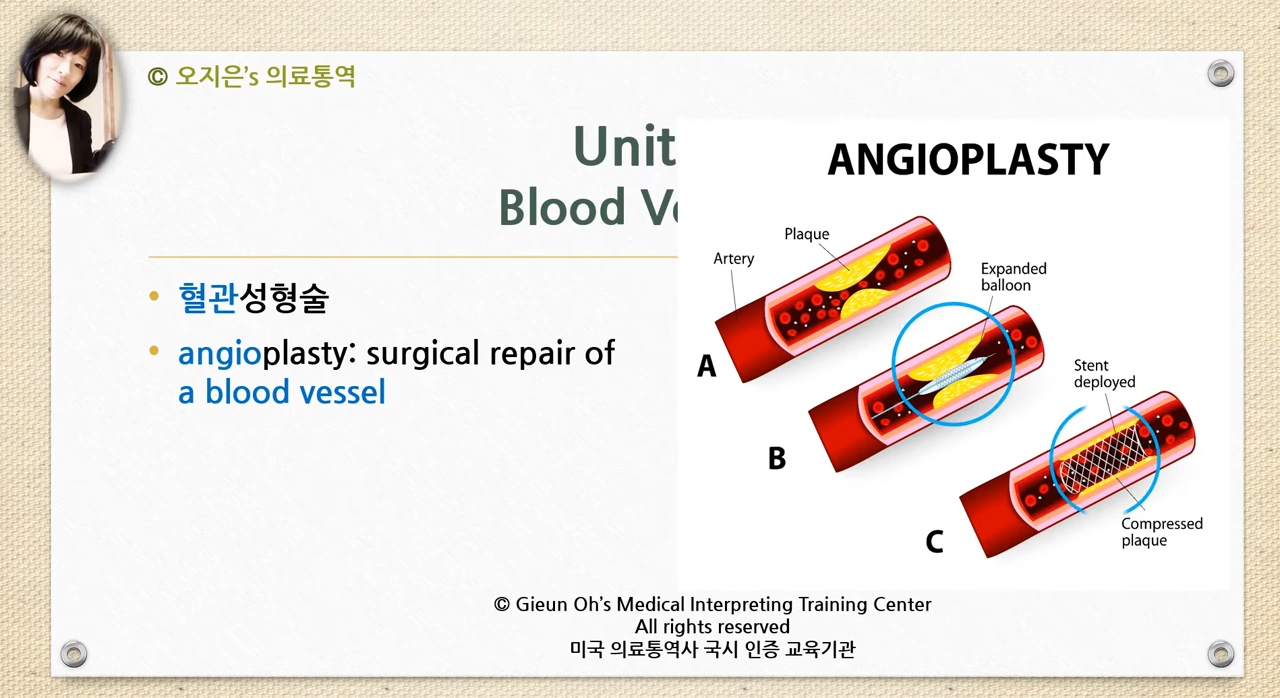 © 오지은's 의료통역
Unit
Blood
혈관성형술
angioplasty: surgical repair of
a blood vessel
ANGIOPLASTY
Plaque
Artery
Expanded
balloon
A
Stent
deployed
B
C
Compressed
plaque
© Gieun Oh's Medical Interpreting Training Center
All rights reserved
미국 의료통역사 국시 인증 교육기관